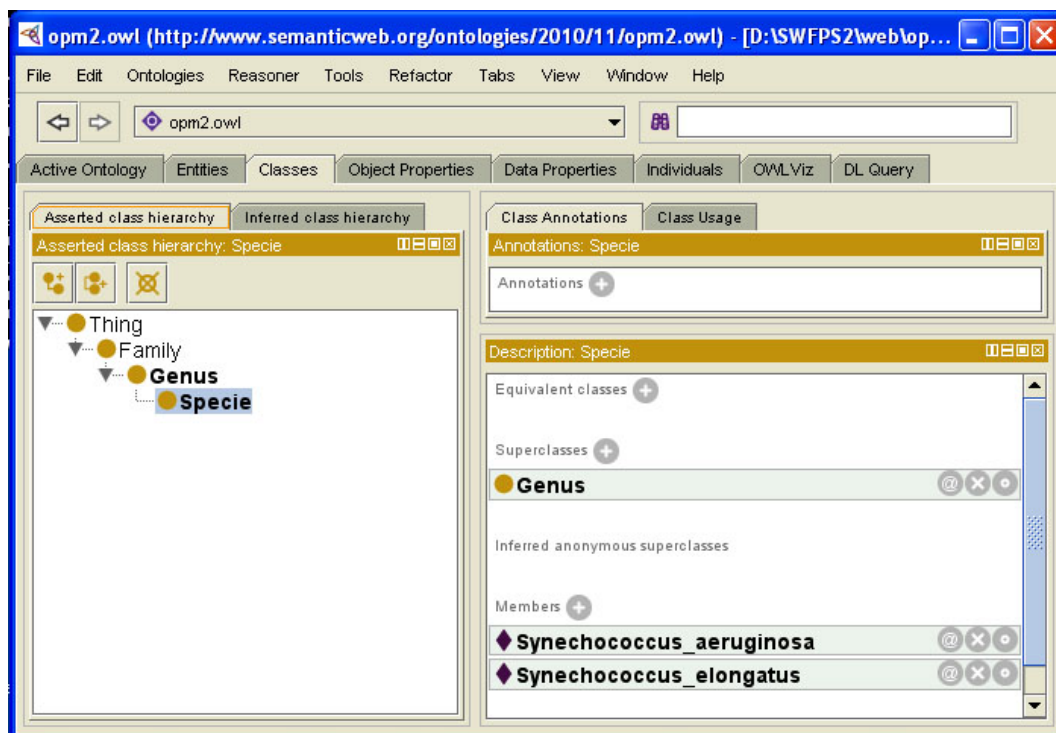 opm2.owl (http://www.semanticweb.org/ontologies/2010/11/opm2.owl) - [D:\SWFPS2\web\op...
File Edit Ontologies Reasoner Tools Refactor Tabs View Window Help
opm2.owl
Active Ontology Entities Classes Object Properties Data Properties Individuals OWLViz DL Query
Asserted class hierarchy Inferred class hierarchy
Asserted class hierarchy: Specie
Thing
Family
Genus
Specie
Class Annotations Class Usage
Annotations: Specie
Annotations
Description: Specie
Equivalent classes
Superclasses
Genus
Inferred anonymous superclasses
Members
Synechococcus_aeruginosa
Synechococcus_elongatus